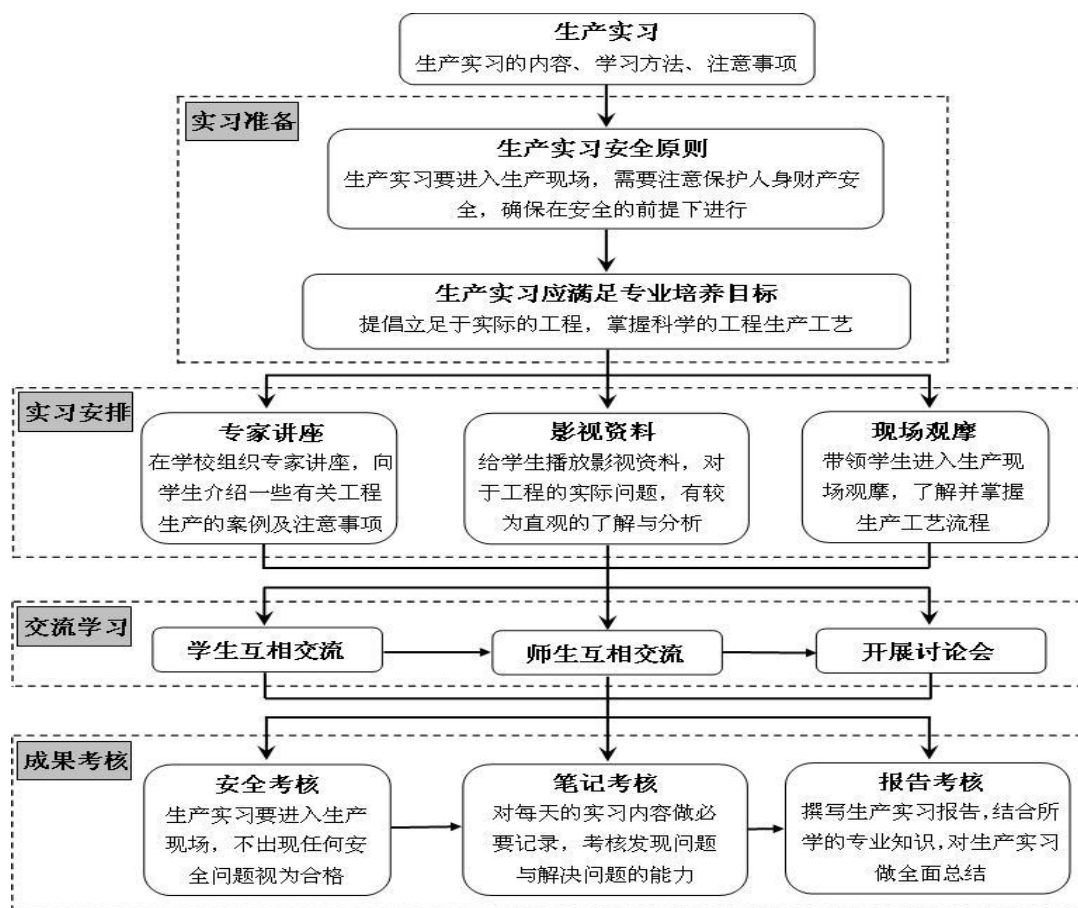 生产实习
生产实习的内容、学习方法、注意事项
实习准备
生产实习安全原则
生产实习要进入生产现场，需要注意保护人身财产安
全，确保在安全的前提下进行
生产实习应满足专业培养目标
提倡立足于实际的工程，掌握科学的工程生产工艺
实习安排
专家讲座
在学校组织专家讲座，向
学生介绍一些有关工程
生产的案例及注意事项
影视资料
给学生播放影视资料，对
于工程的实际问题，有较
为直观的了解与分析
现场观摩
带领学生进入生产现
场观摩，了解并掌握
生产工艺流程
交流学习
学生互相交流
师生互相交流
开展讨论会
成果考核
安全考核
生产实习要进入生产
现场，不出现任何安
全问题视为合格
笔记考核
对每天的实习内容做必
要记录，考核发现问题
与解决问题的能力
报告考核
撰写生产实习报告,结合所
学的专业知识,对生产实习
做全面总结